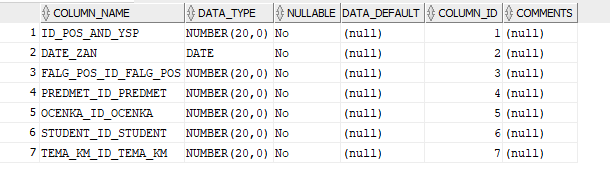 COLUMN_NAME DATA_TYPE NULLABLE DATA_DEFAULT COLUMN_ID COMMENTS
1 ID_POS_AND_YSP NUMBER(20,0) No (null) 1 (null)
2 DATE_ZAN DATE No (null) 2 (null)
3 FALG_POS_ID_FALG_POS NUMBER(20,0) No (null) 3 (null)
4 PREDMET_ID_PREDMET NUMBER(20,0) No (null) 4 (null)
5 OCENKA_ID_OCENKA NUMBER(20,0) No (null) 5 (null)
6 STUDENT_ID_STUDENT NUMBER(20,0) No (null) 6 (null)
7 TEMA_KM_ID_TEMA_KM NUMBER(20,0) No (null) 7 (null)